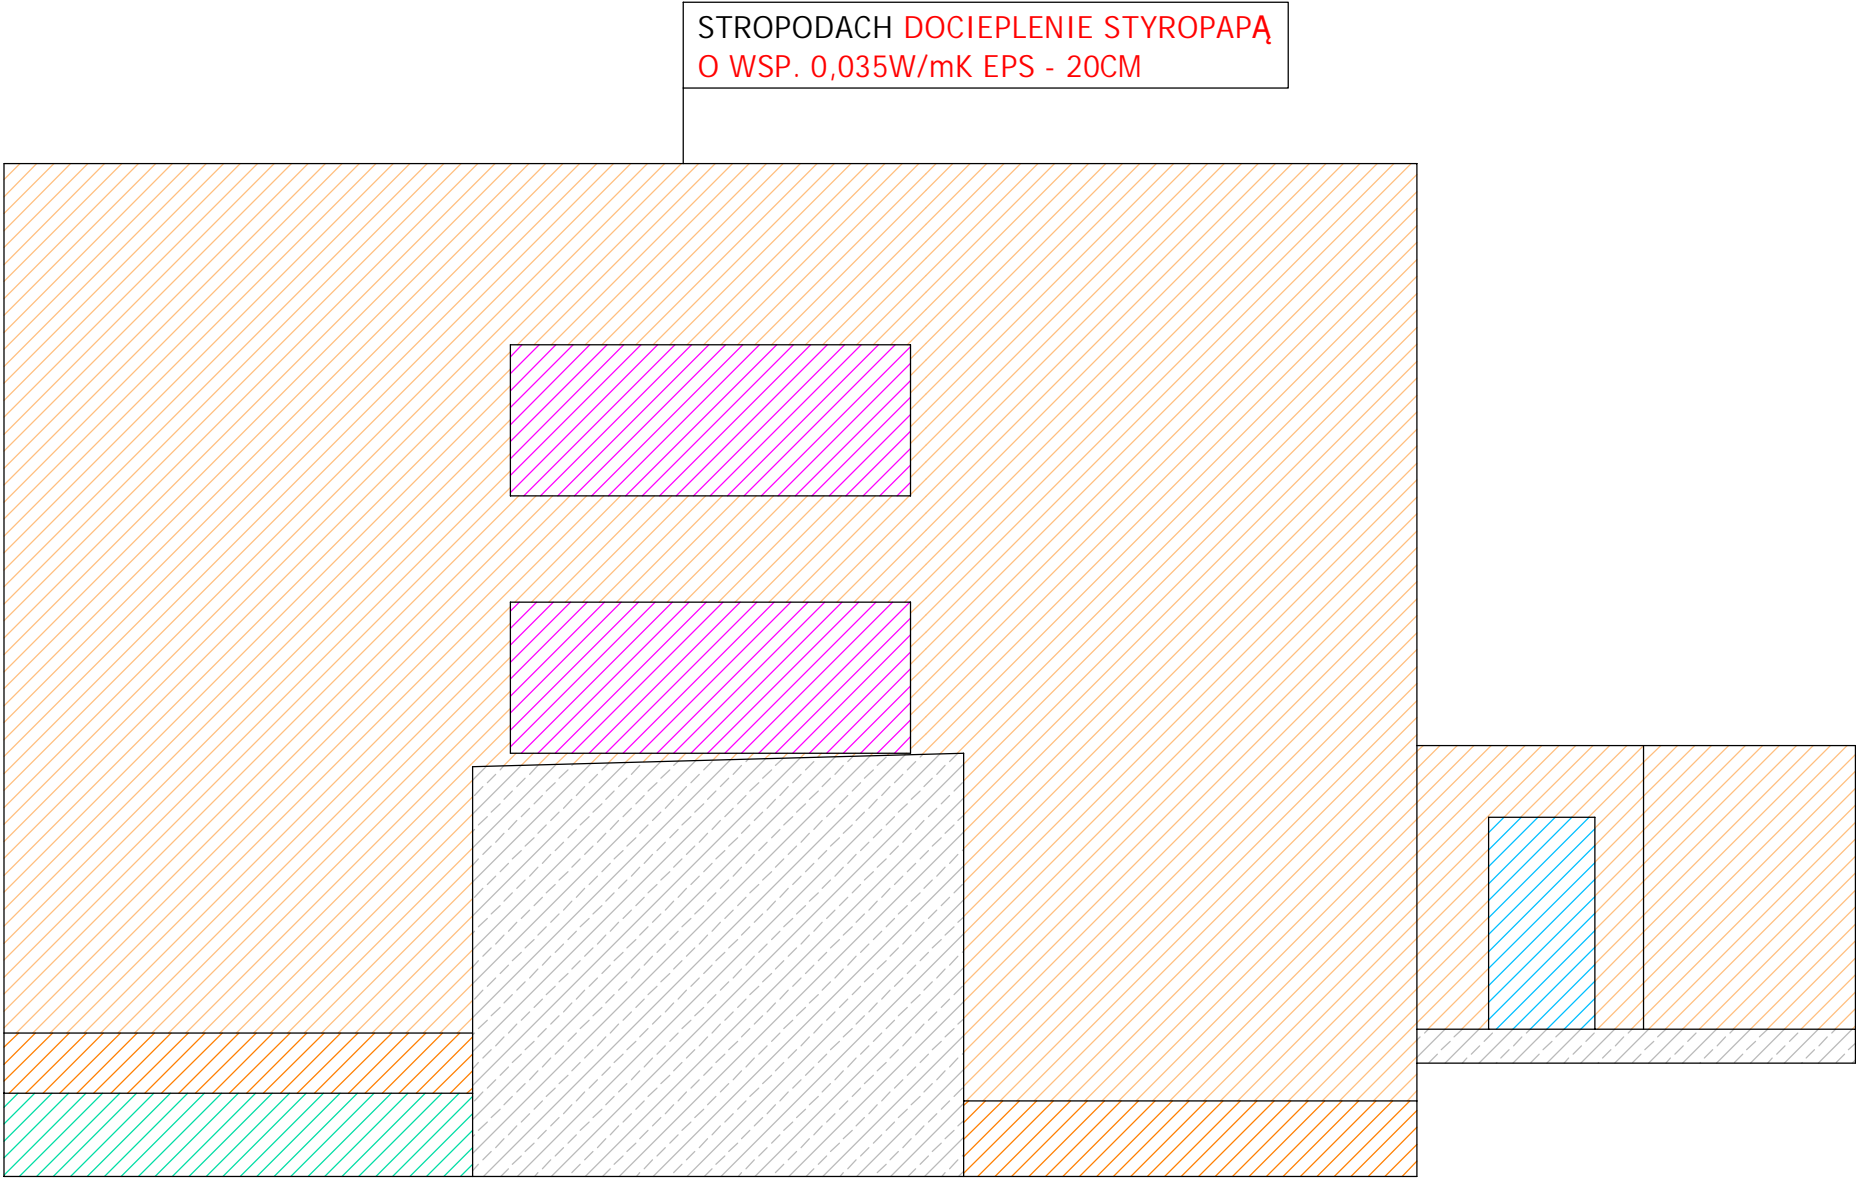 STROPODACH DOCIEPLENIE STYROPAPĄ
O WSP. 0,035W/mK EPS - 20CM